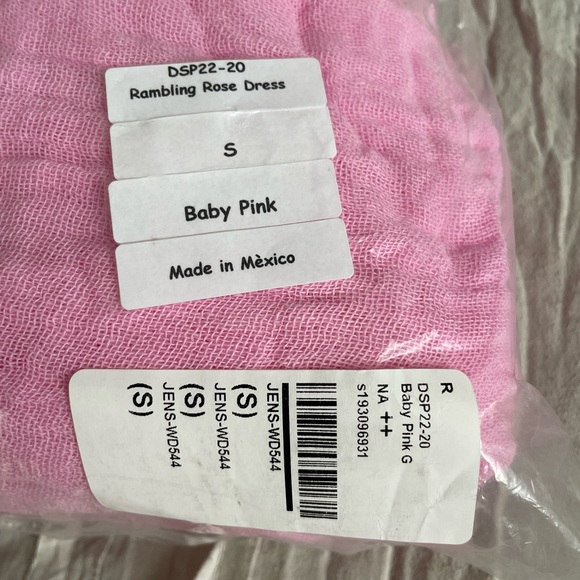 DSP22-20
Rambling Rose Dress
S
Baby Pink
Made in Mèxico
R
DSP22-20
Baby Pink G
NA ++
s193096931
JENS-WD544
(S)
JENS-WD544
(S)
JENS-WD544
(S)